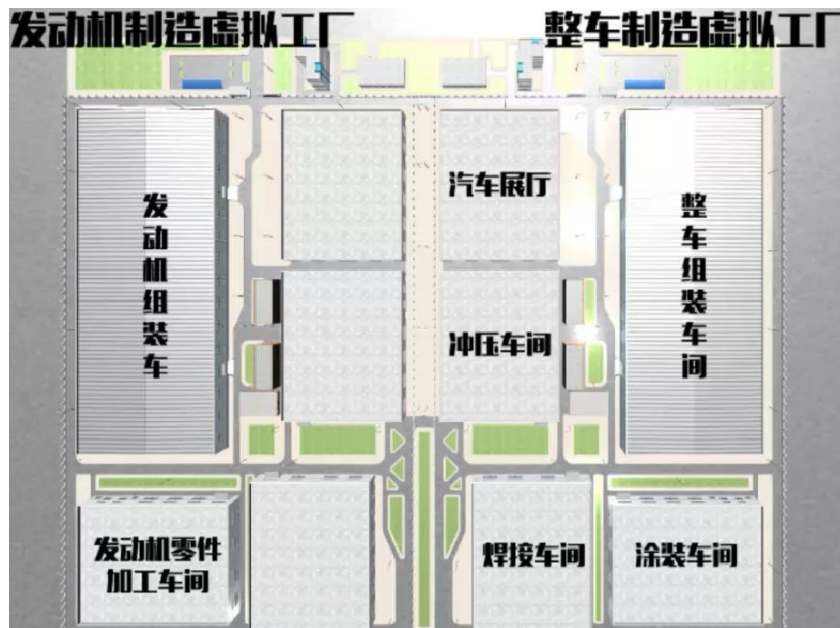 发动机制造虚拟工厂
整车制造虚拟工厂
汽车展厅
发动机组装车
整车组装车间
冲压车间
发动机零件
加工车间
焊接车间
涂装车间